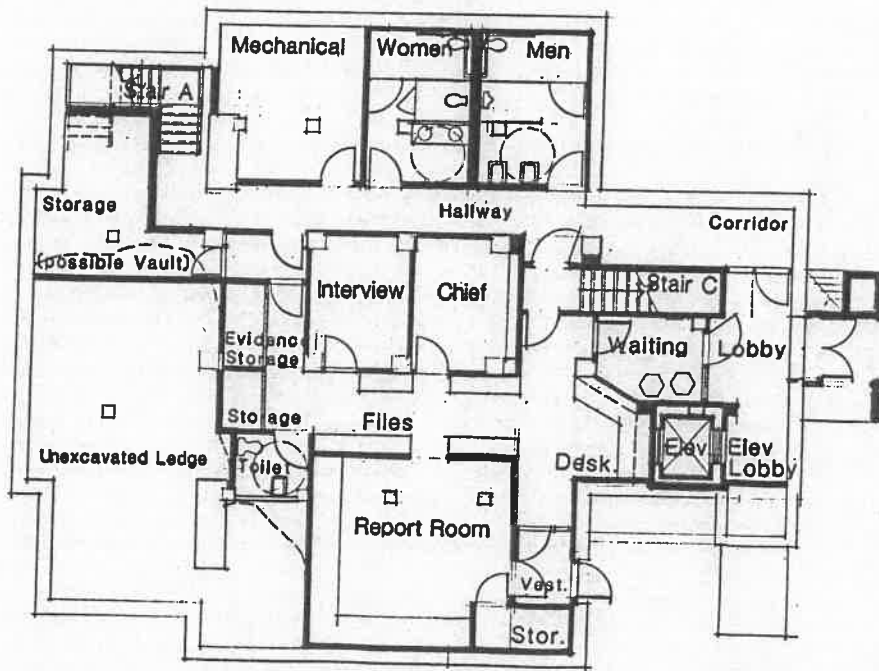 Mechanical
Women
Men
Stair A
Storage
(possible Vault)
Hallway
Corridor
Interview
Chief
Stair C
Waiting
Lobby
Evidence
Storage
Storage
Files
Unexcavated Ledge
Toilet
Desk.
Elev
Elev
Lobby
Report Room
Vest.
Stor.